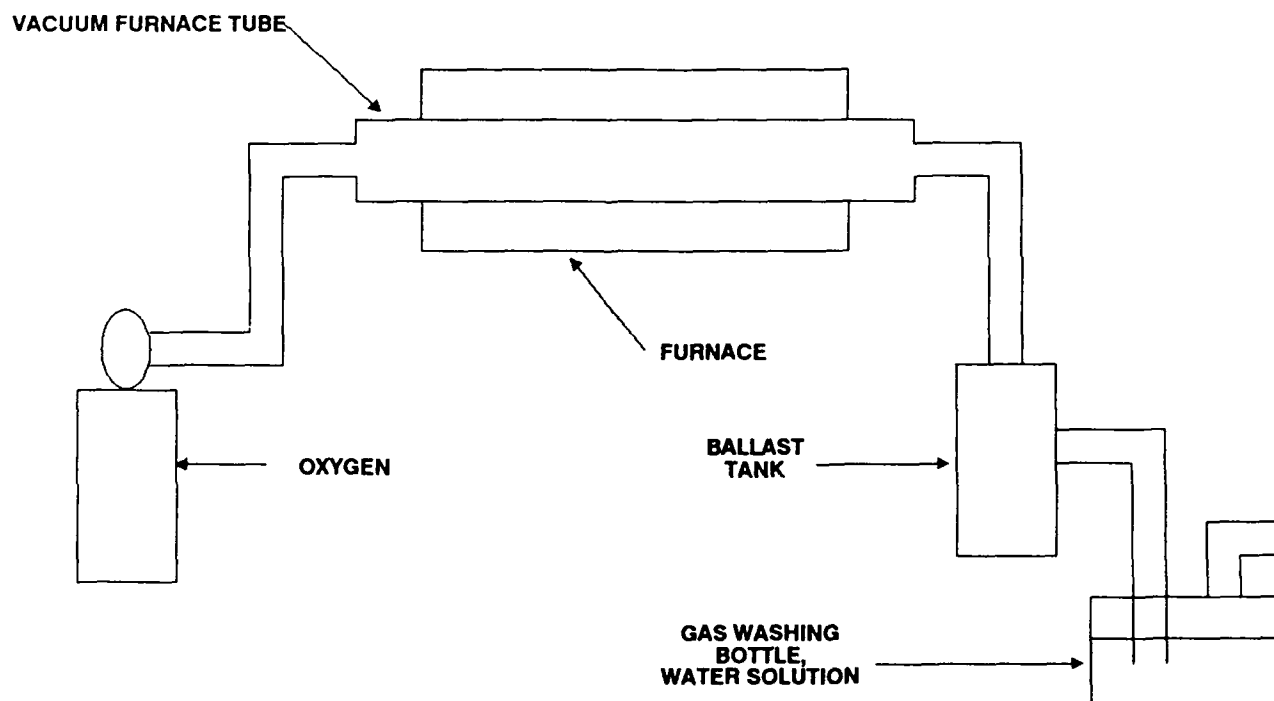 VACUUM FURNACE TUBE
FURNACE
OXYGEN
BALLAST
TANK
GAS WASHING
BOTTLE,
WATER SOLUTION